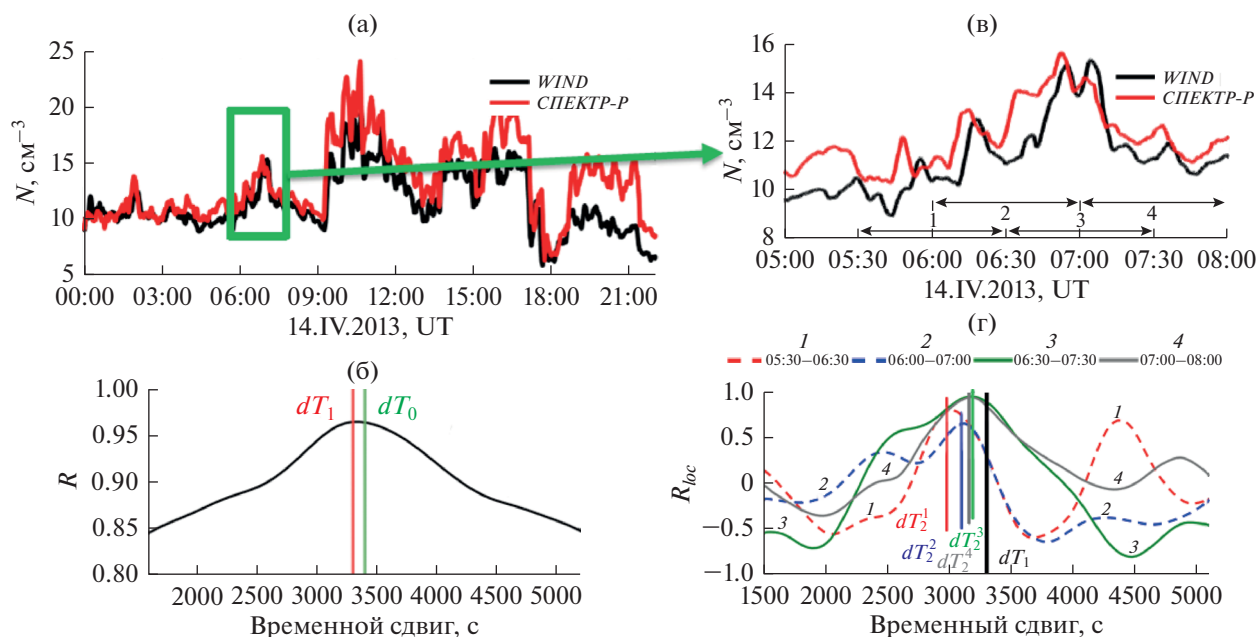 (а)
25
20
15
10
5
N, см⁻³
WIND
СПЕКТР-Р
00:00 03:00 06:00 09:00 12:00 15:00 18:00 21:00
14.IV.2013, UT
(в)
16
14
12
10
8
N, см⁻³
WIND
СПЕКТР-Р
1 2 3 4
05:00 05:30 06:00 06:30 07:00 07:30 08:00
14.IV.2013, UT
(б)
1.00
0.95
0.90
0.85
0.80
R
dT₁ dT₀
2000 2500 3000 3500 4000 4500 5000
Временной сдвиг, с
(г)
1 2 3 4
05:30–06:30 06:00–07:00 06:30–07:30 07:00–08:00
1.0
0.5
0
−0.5
−1.0
R_loc
1
2 4 4
3 1 2
3
dT₂¹
dT₂² dT₂³
dT₂⁴ dT₁
1500 2000 2500 3000 3500 4000 4500 5000
Временный сдвиг, с